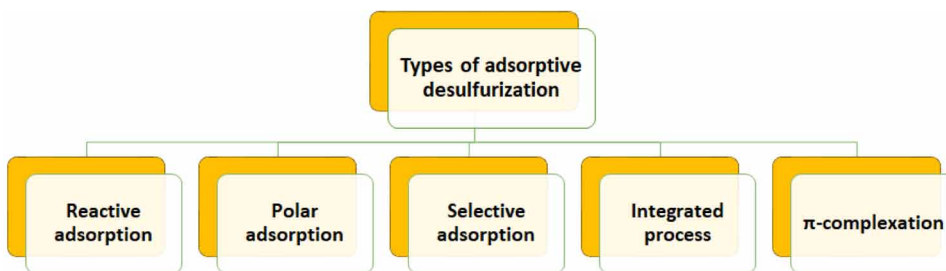 Types of adsorptive
desulfurization
Reactive
adsorption
Polar
adsorption
Selective
adsorption
Integrated
process
π-complexation